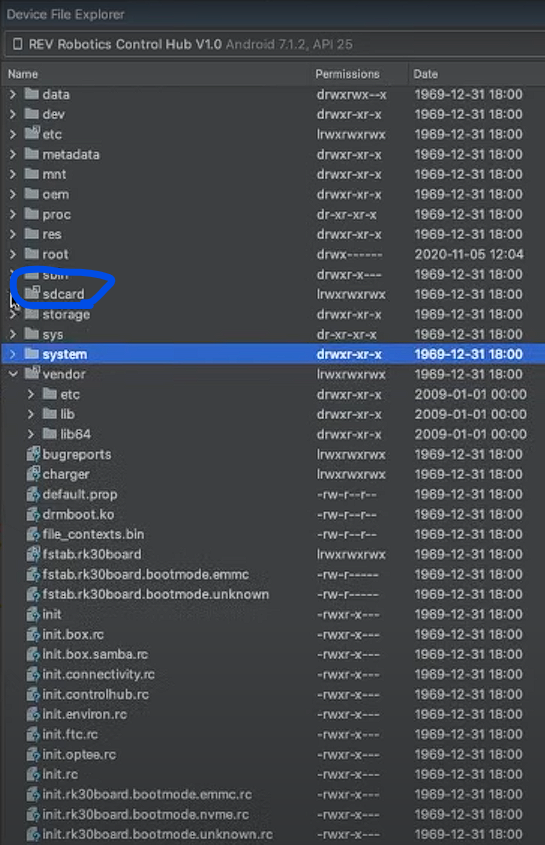 Device File Explorer
REV Robotics Control Hub V1.0 Android 7.1.2, API 25
Name Permissions Date
data drwxrwx--x 1969-12-31 18:00
dev drwxr-xr-x 1969-12-31 18:00
etc lrwxrwxrwx 1969-12-31 18:00
metadata drwxr-xr-x 1969-12-31 18:00
mnt drwxr-xr-x 1969-12-31 18:00
oem drwxr-xr-x 1969-12-31 18:00
proc dr-xr-xr-x 1969-12-31 18:00
res drwxr-xr-x 1969-12-31 18:00
root drwx------ 2020-11-05 12:04
sbin drwxr-x--- 1969-12-31 18:00
sdcard lrwxrwxrwx 1969-12-31 18:00
storage drwxr-xr-x 1969-12-31 18:00
sys dr-xr-xr-x 1969-12-31 18:00
system drwxr-xr-x 1969-12-31 18:00
vendor lrwxrwxrwx 1969-12-31 18:00
etc drwxr-xr-x 2009-01-01 00:00
lib drwxr-xr-x 2009-01-01 00:00
lib64 drwxr-xr-x 2009-01-01 00:00
bugreports lrwxrwxrwx 1969-12-31 18:00
charger lrwxrwxrwx 1969-12-31 18:00
default.prop -rw-r--r-- 1969-12-31 18:00
drmboot.ko -rw-r--r-- 1969-12-31 18:00
file_contexts.bin -rw-r--r-- 1969-12-31 18:00
fstab.rk30board lrwxrwxrwx 1969-12-31 18:00
fstab.rk30board.bootmode.emmc -rw-r----- 1969-12-31 18:00
fstab.rk30board.bootmode.unknown -rw-r----- 1969-12-31 18:00
init -rwxr-x--- 1969-12-31 18:00
init.box.rc -rwxr-x--- 1969-12-31 18:00
init.box.samba.rc -rwxr-x--- 1969-12-31 18:00
init.connectivity.rc -rwxr-x--- 1969-12-31 18:00
init.controlhub.rc -rwxr-x--- 1969-12-31 18:00
init.environ.rc -rwxr-x--- 1969-12-31 18:00
init.ftc.rc -rwxr-x--- 1969-12-31 18:00
init.optee.rc -rwxr-x--- 1969-12-31 18:00
init.rc -rwxr-x--- 1969-12-31 18:00
init.rk30board.bootmode.emmc.rc -rwxr-x--- 1969-12-31 18:00
init.rk30board.bootmode.nvme.rc -rwxr-x--- 1969-12-31 18:00
init.rk30board.bootmode.unknown.rc -rwxr-x--- 1969-12-31 18:00